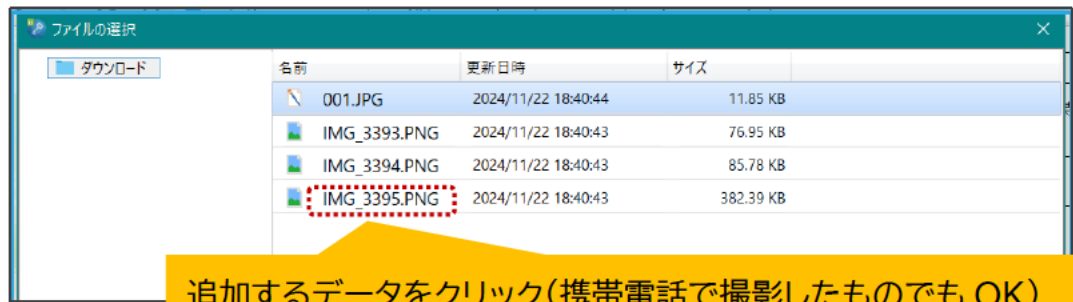 ファイルの選択
ダウンロード
名前 更新日時 サイズ
001.JPG 2024/11/22 18:40:44 11.85 KB
IMG_3393.PNG 2024/11/22 18:40:43 76.95 KB
IMG_3394.PNG 2024/11/22 18:40:43 85.78 KB
IMG_3395.PNG 2024/11/22 18:40:43 382.39 KB
追加するデータをクリック(携帯電話で撮影したものでも OK)